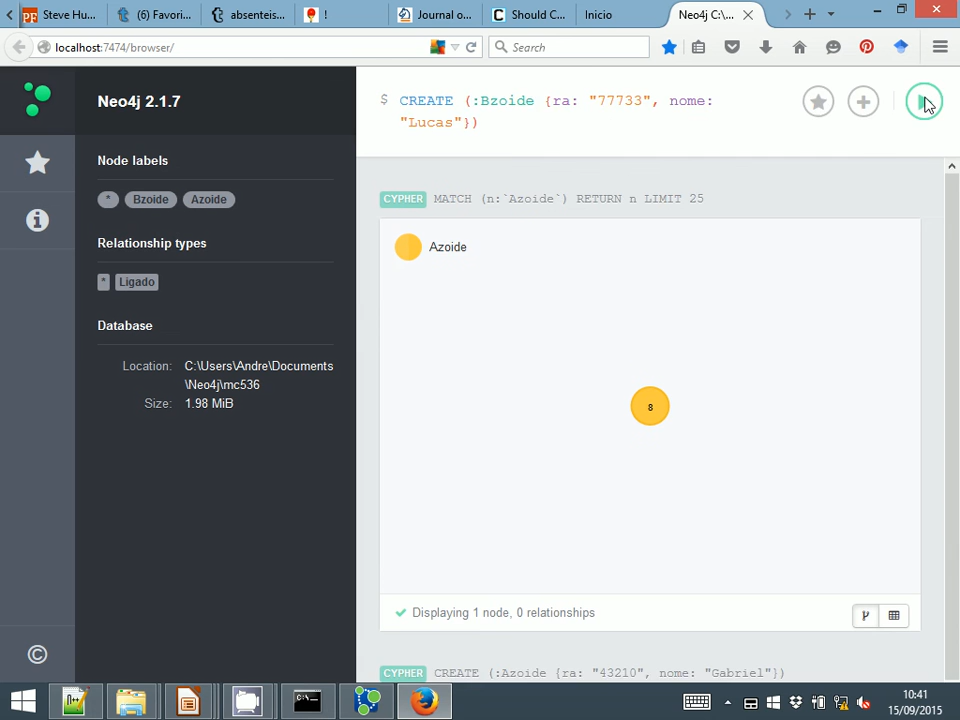 Steve Hu...
(6) Favori...
absenteis...
!
Journal o...
Should C...
Inicio
Neo4j C:\...
localhost:7474/browser/
Search
Neo4j 2.1.7
$ CREATE (:Bzoide {ra: "77733", nome:
"Lucas"})
Node labels
* Bzoide Azoide
Relationship types
* Ligado
Database
Location: C:\Users\Andre\Documents
\Neo4j\mc536
Size: 1.98 MiB
CYPHER MATCH (n:`Azoide`) RETURN n LIMIT 25
Azoide
8
Displaying 1 node, 0 relationships
CYPHER CREATE (:Azoide {ra: "43210", nome: "Gabriel"})
10:41
15/09/2015